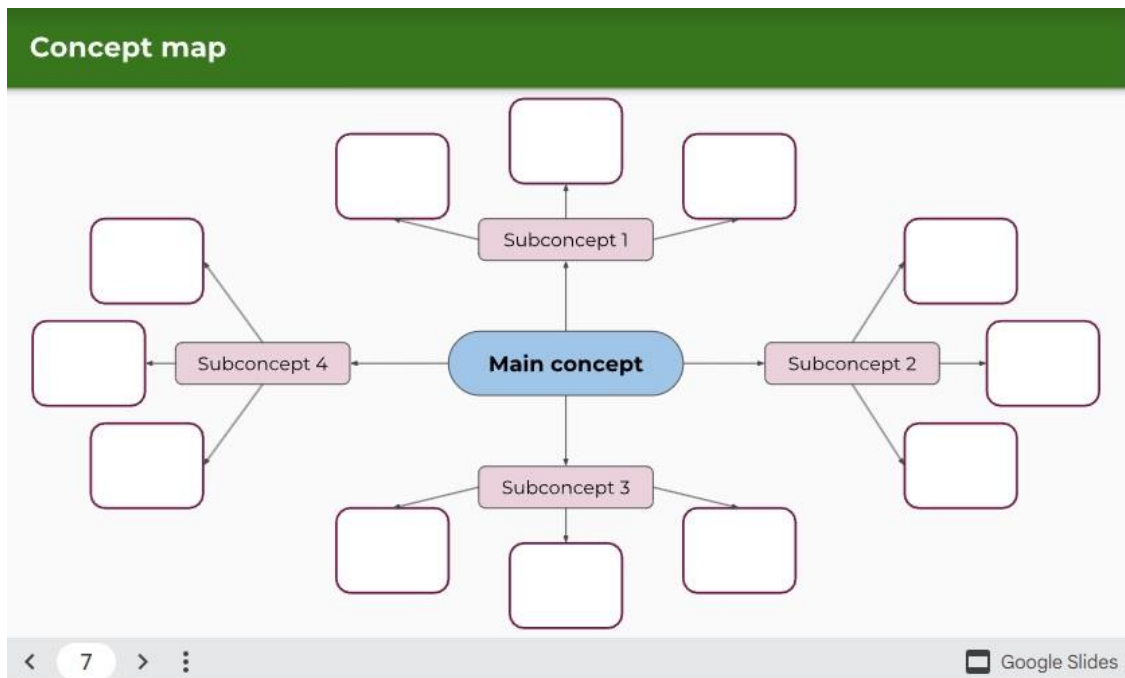 Concept map
Subconcept 1
Subconcept 4
Main concept
Subconcept 2
Subconcept 3
7
Google Slides